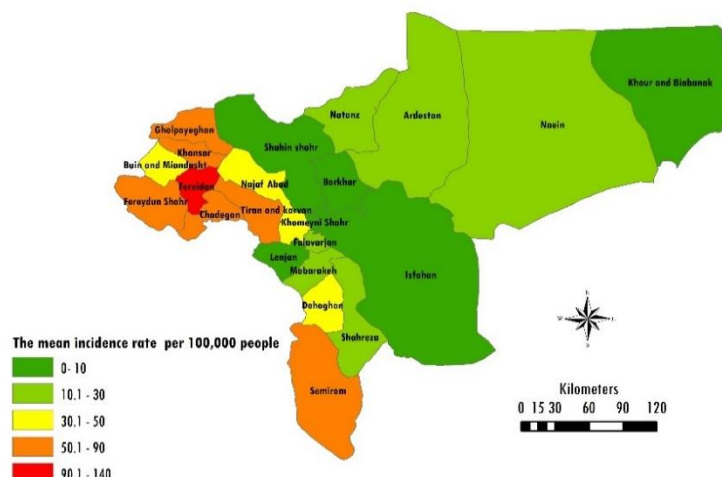 Khour and Biabanak
Natanz
Ardestan
Naein
Gholpayeghan
Shahin shahr
Khansar
Buin and Miandasht
Najaf Abad
Borkhar
Fereidan
Fereydun Shahr
Chadegan
Tiran and karvan
Khomeyni Shahr
Falavarjan
Lenjan
Mobarakeh
Isfahan
Dehaghan
Shahreza
Semirom
N
W
E
S
The mean incidence rate per 100,000 people
0- 10
10.1 - 30
30.1 - 50
50.1 - 90
90.1 - 140
Kilometers
0 15 30 60 90 120